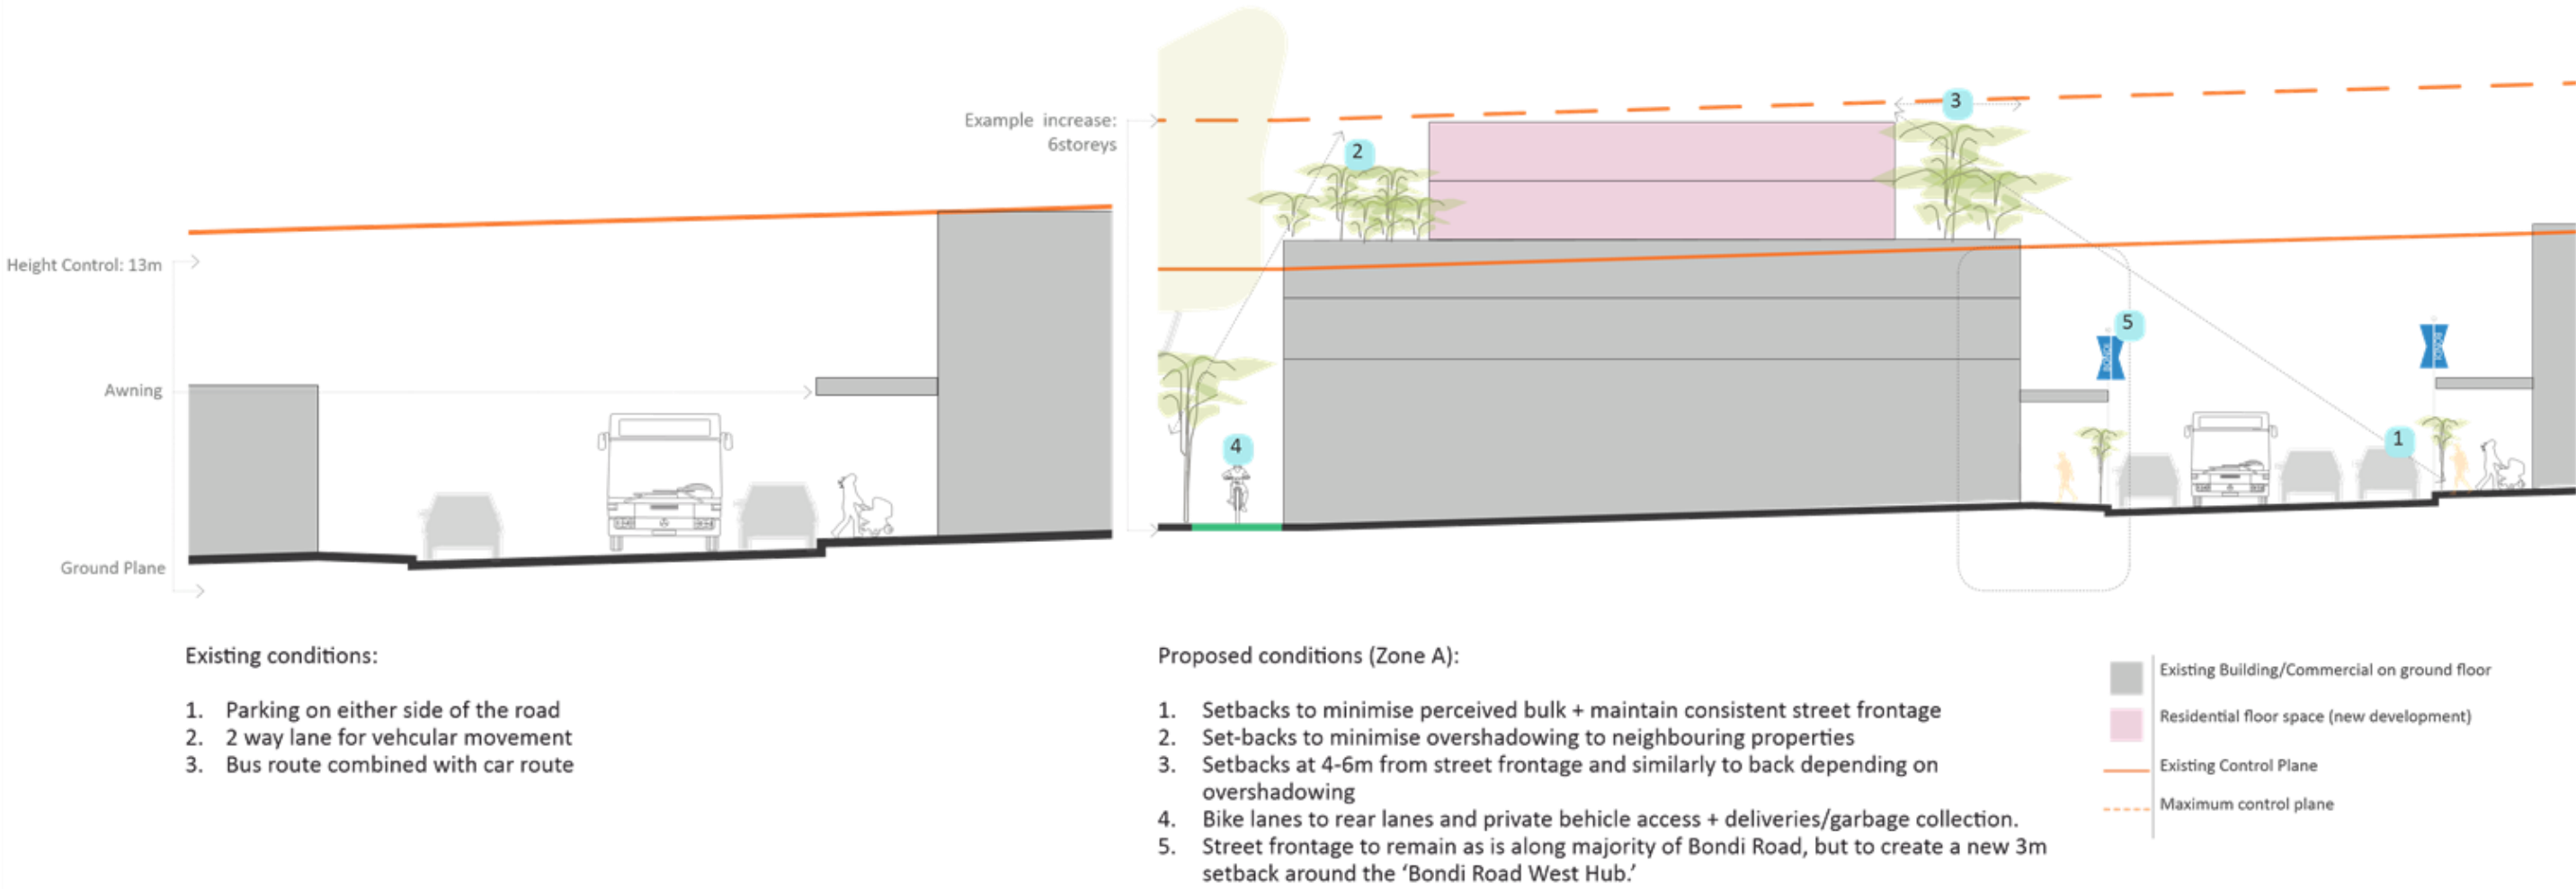 Example increase:
6storeys
3
2
Height Control: 13m
5
BONDI
BONDI
Awning
4
1
Ground Plane
Existing conditions:
1. Parking on either side of the road
2. 2 way lane for vehcular movement
3. Bus route combined with car route
Proposed conditions (Zone A):
1. Setbacks to minimise perceived bulk + maintain consistent street frontage
2. Set-backs to minimise overshadowing to neighbouring properties
3. Setbacks at 4-6m from street frontage and similarly to back depending on
overshadowing
4. Bike lanes to rear lanes and private behicle access + deliveries/garbage collection.
5. Street frontage to remain as is along majority of Bondi Road, but to create a new 3m
setback around the ‘Bondi Road West Hub.’
Existing Building/Commercial on ground floor
Residential floor space (new development)
Existing Control Plane
Maximum control plane